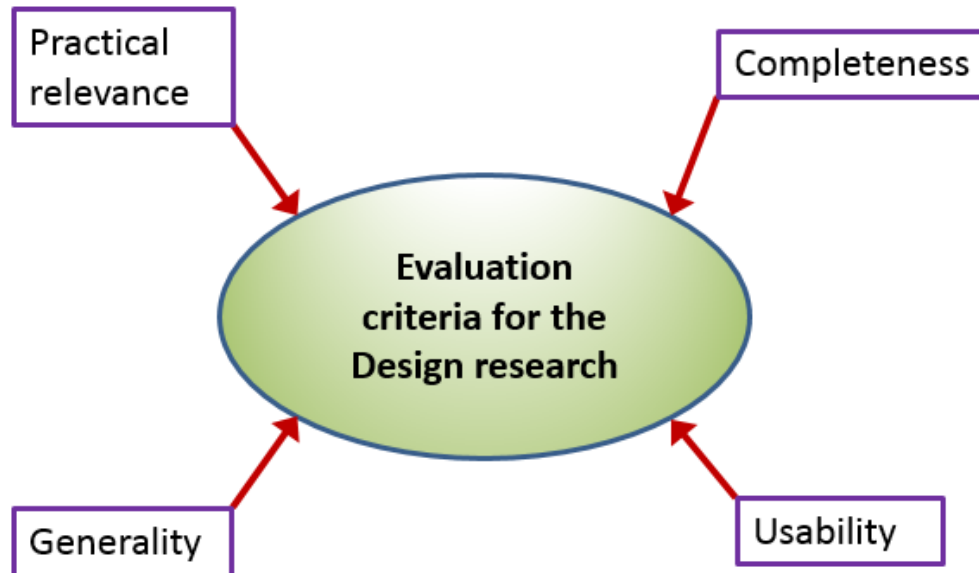 Practical
relevance
Completeness
Evaluation
criteria for the
Design research
Generality
Usability